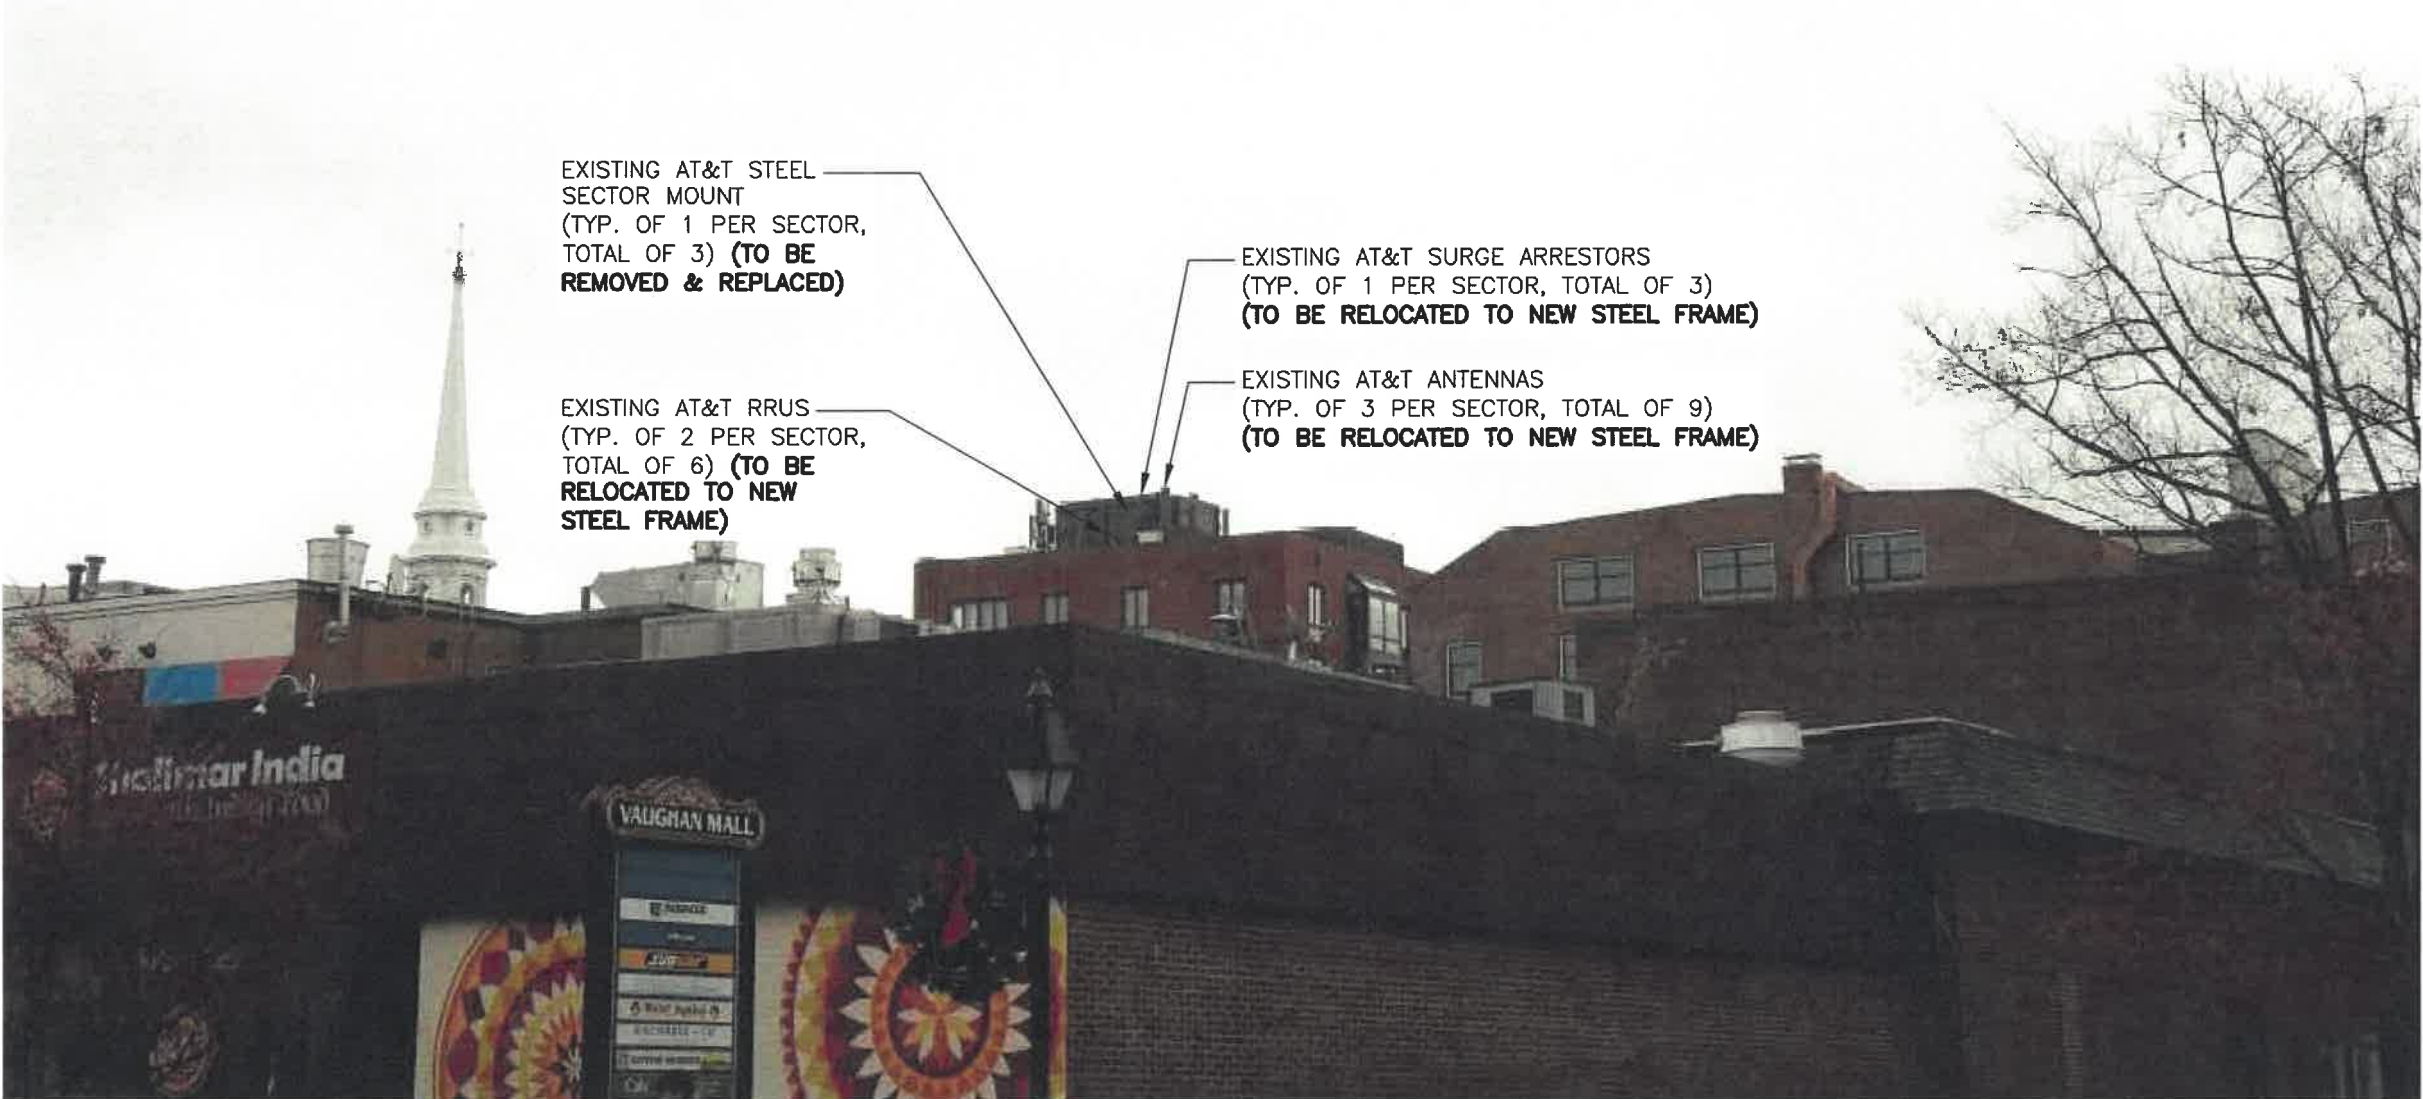 EXISTING AT&T STEEL
SECTOR MOUNT
(TYP. OF 1 PER SECTOR,
TOTAL OF 3) (TO BE
REMOVED & REPLACED)
EXISTING AT&T SURGE ARRESTORS
(TYP. OF 1 PER SECTOR, TOTAL OF 3)
(TO BE RELOCATED TO NEW STEEL FRAME)
EXISTING AT&T ANTENNAS
(TYP. OF 3 PER SECTOR, TOTAL OF 9)
(TO BE RELOCATED TO NEW STEEL FRAME)
EXISTING AT&T RRUS
(TYP. OF 2 PER SECTOR,
TOTAL OF 6) (TO BE
RELOCATED TO NEW
STEEL FRAME)
Shalimar India
VAUGHAN MALL
SUBWAY